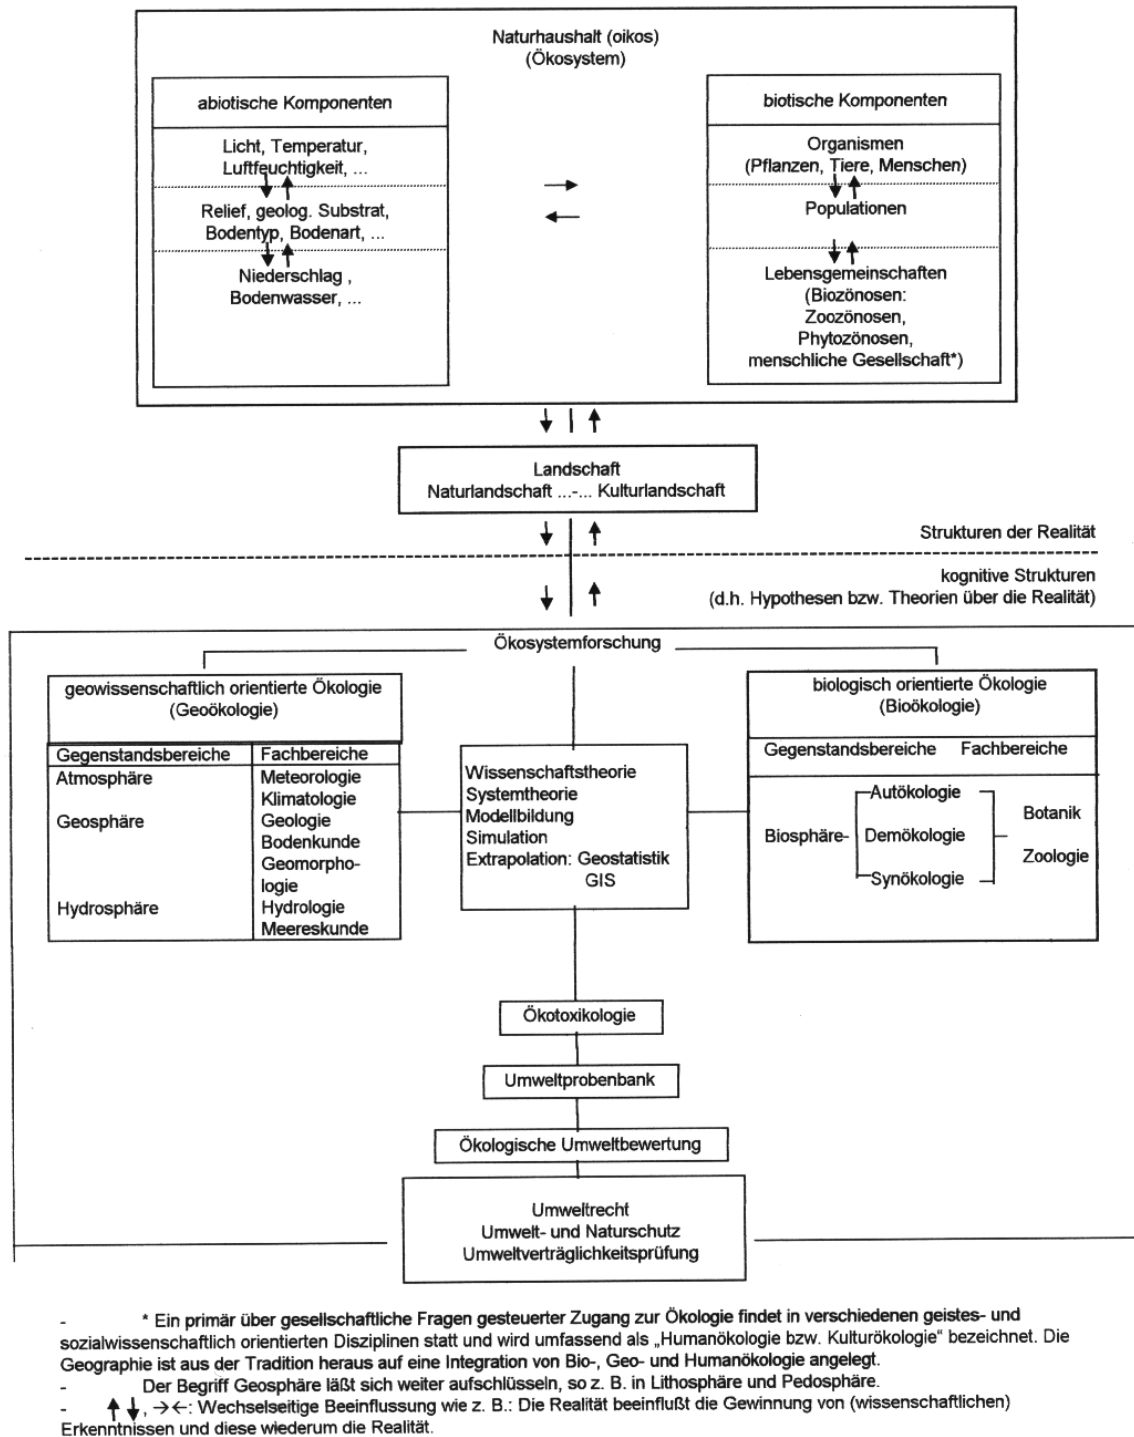 Naturhaushalt (oikos)
(Ökosystem)
abiotische Komponenten
Licht, Temperatur,
Luftfeuchtigkeit, ...
Relief, geolog. Substrat,
Bodentyp, Bodenart, ...
Niederschlag ,
Bodenwasser, ...
biotische Komponenten
Organismen
(Pflanzen, Tiere, Menschen)
Populationen
Lebensgemeinschaften
(Biozönosen:
Zoozönosen,
Phytozönosen,
menschliche Gesellschaft*)
Landschaft
Naturlandschaft ...-... Kulturlandschaft
Strukturen der Realität
kognitive Strukturen
(d.h. Hypothesen bzw. Theorien über die Realität)
Ökosystemforschung
geowissenschaftlich orientierte Ökologie
(Geoökologie)
Gegenstandsbereiche Fachbereiche
Atmosphäre Meteorologie
Klimatologie
Geosphäre Geologie
Bodenkunde
Geomorpho-
logie
Hydrosphäre Hydrologie
Meereskunde
Wissenschaftstheorie
Systemtheorie
Modellbildung
Simulation
Extrapolation: Geostatistik
GIS
biologisch orientierte Ökologie
(Bioökologie)
Gegenstandsbereiche Fachbereiche
Autökologie
Biosphäre- Demökologie
Synökologie
Botanik
Zoologie
Ökotoxikologie
Umweltprobenbank
Ökologische Umweltbewertung
Umweltrecht
Umwelt- und Naturschutz
Umweltverträglichkeitsprüfung
- * Ein primär über gesellschaftliche Fragen gesteuerter Zugang zur Ökologie findet in verschiedenen geistes- und
sozialwissenschaftlich orientierten Disziplinen statt und wird umfassend als „Humanökologie bzw. Kulturökologie" bezeichnet. Die
Geographie ist aus der Tradition heraus auf eine Integration von Bio-, Geo- und Humanökologie angelegt.
- Der Begriff Geosphäre läßt sich weiter aufschlüsseln, so z. B. in Lithosphäre und Pedosphäre.
- ↑↓, →←: Wechselseitige Beeinflussung wie z. B.: Die Realität beeinflußt die Gewinnung von (wissenschaftlichen)
Erkenntnissen und diese wiederum die Realität.